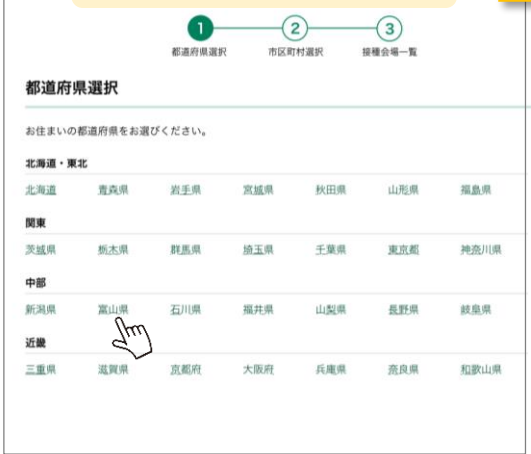 1 2 3
都道府県選択 市区町村選択 接種会場一覧
都道府県選択
お住まいの都道府県をお選びください。
北海道・東北
北海道 青森県 岩手県 宮城県 秋田県 山形県 福島県
関東
茨城県 栃木県 群馬県 埼玉県 千葉県 東京都 神奈川県
中部
新潟県 富山県 石川県 福井県 山梨県 長野県 岐阜県
近畿
三重県 滋賀県 京都府 大阪府 兵庫県 奈良県 和歌山県